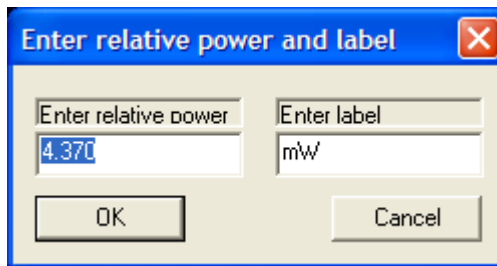 Enter relative power and label
Enter relative power Enter label
4.370 mW
OK Cancel